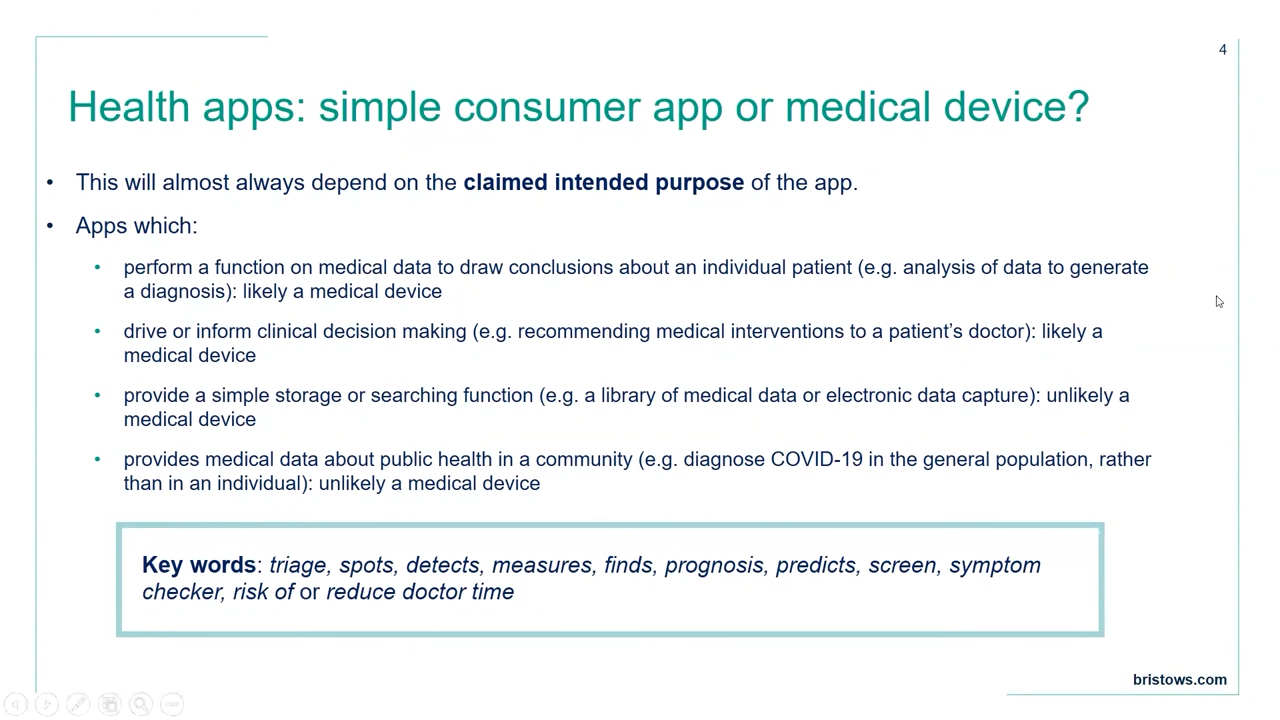 4
Health apps: simple consumer app or medical device?
• This will almost always depend on the claimed intended purpose of the app.
• Apps which:
• perform a function on medical data to draw conclusions about an individual patient (e.g. analysis of data to generate
a diagnosis): likely a medical device
• drive or inform clinical decision making (e.g. recommending medical interventions to a patient's doctor): likely a
medical device
• provide a simple storage or searching function (e.g. a library of medical data or electronic data capture): unlikely a
medical device
• provides medical data about public health in a community (e.g. diagnose COVID-19 in the general population, rather
than in an individual): unlikely a medical device
Key words: triage, spots, detects, measures, finds, prognosis, predicts, screen, symptom
checker, risk of or reduce doctor time
bristows.com